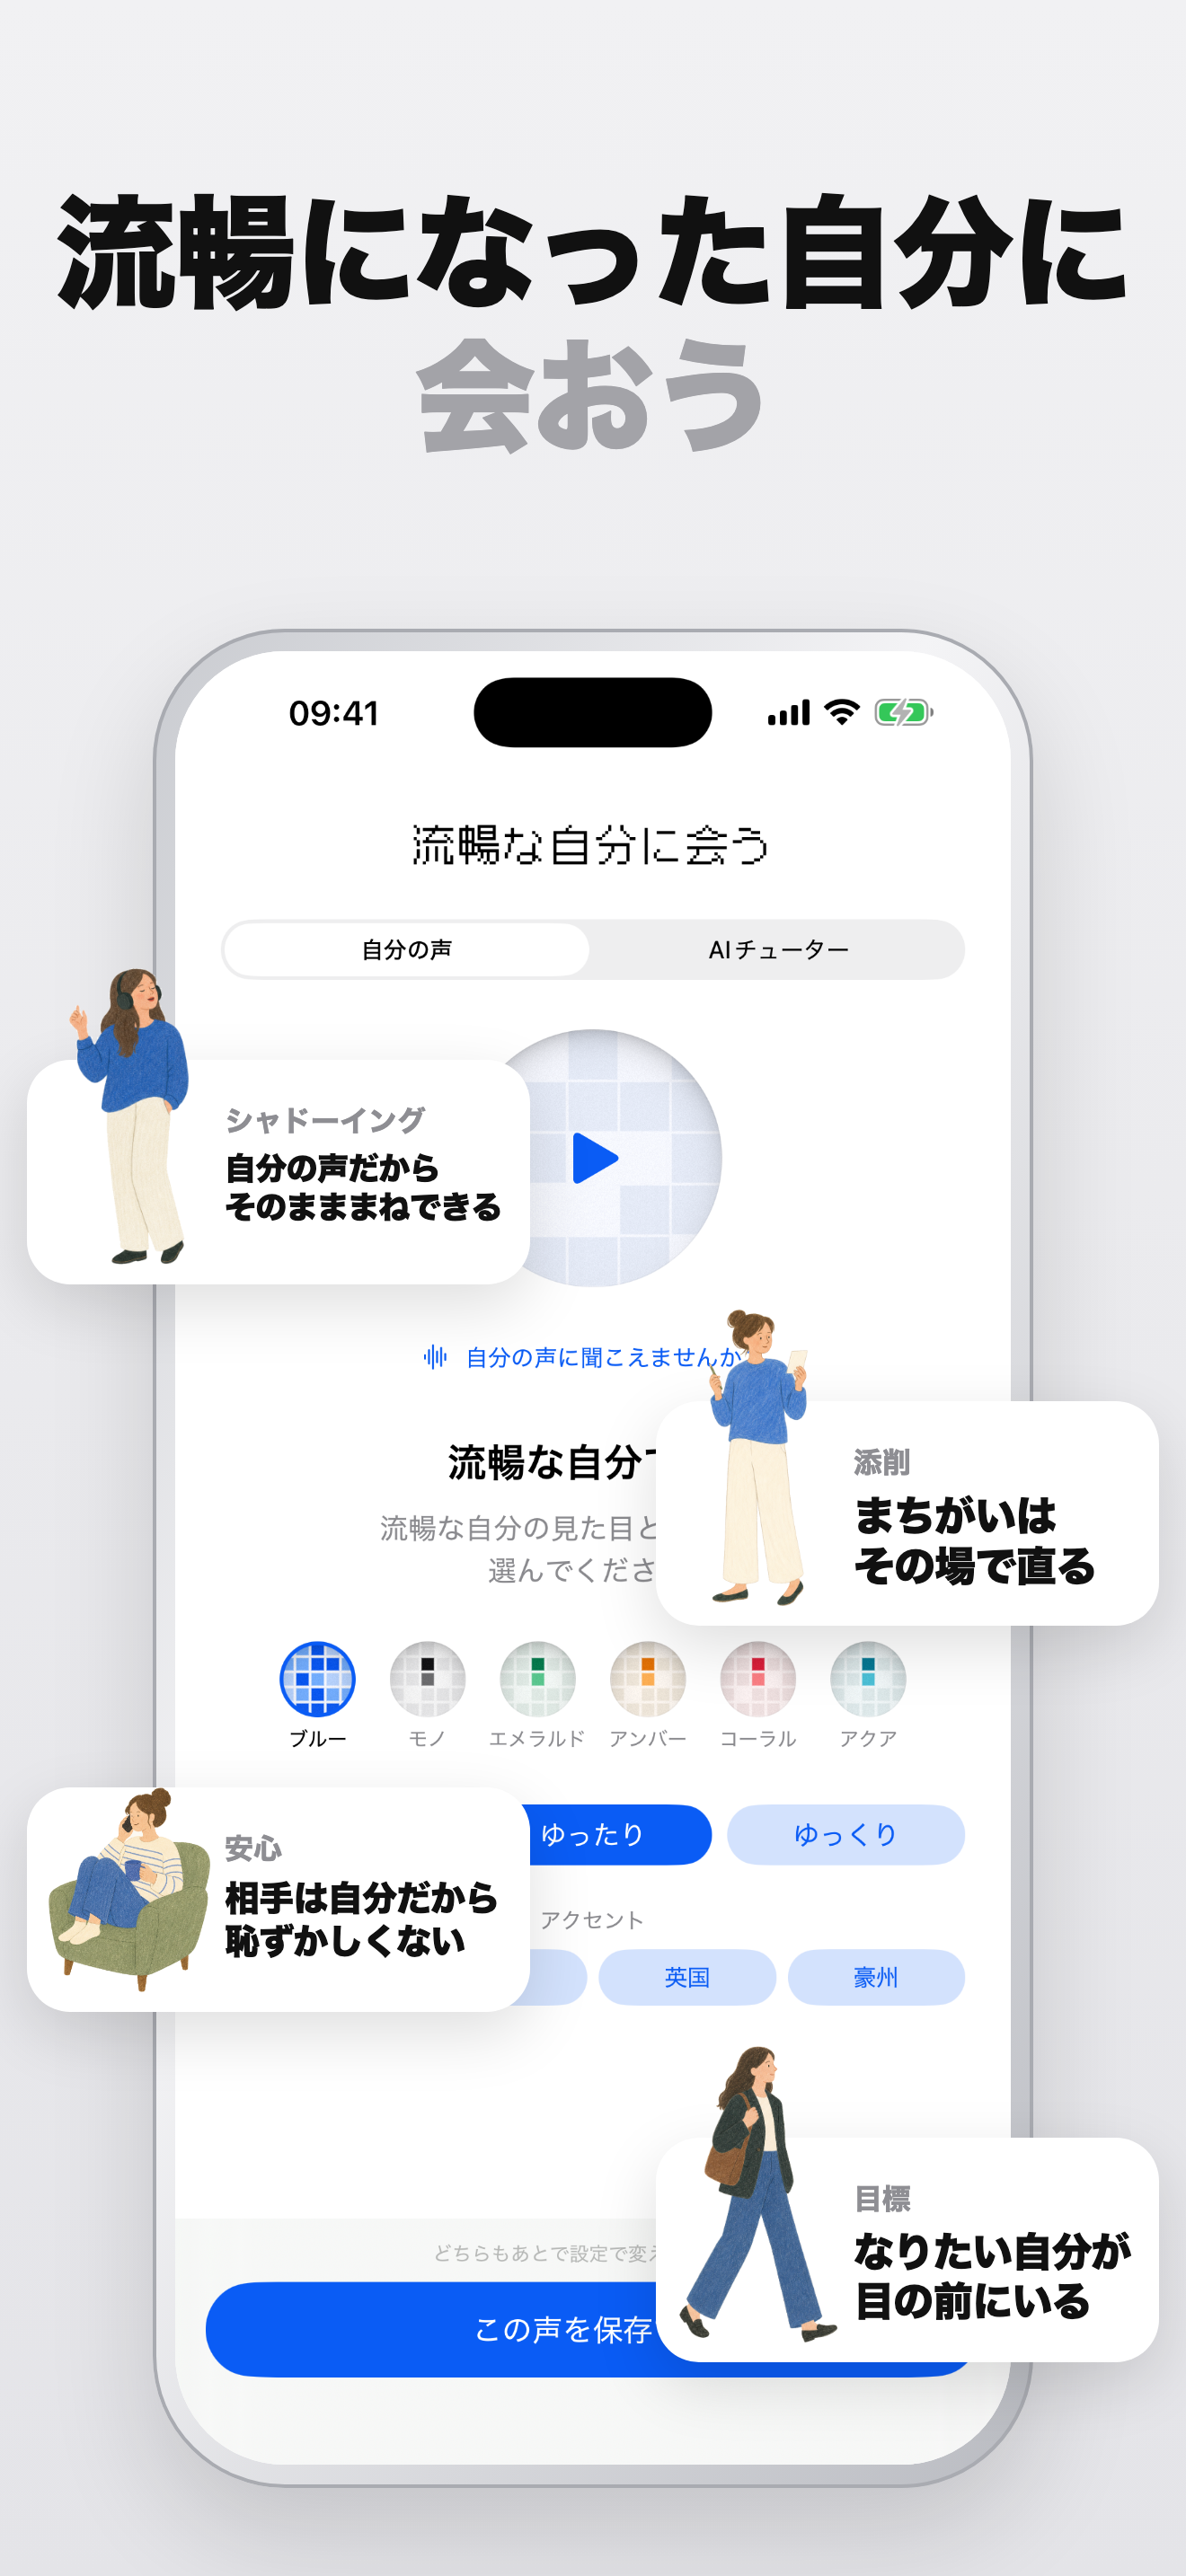 流暢になった自分に
会おう
09:41
流暢な自分に会う
自分の声
AIチューター
シャドーイング
自分の声だから
そのまままねできる
自分の声に聞こえませんか
流暢な自分
流暢な自分の見た目と
選んでくださ
添削
まちがいは
その場で直る
ブルー
モノ
エメラルド
アンバー
コーラル
アクア
ゆったり
ゆっくり
安心
相手は自分だから
恥ずかしくない
アクセント
英国
豪州
目標
なりたい自分が
目の前にいる
どちらもあとで設定で変え
この声を保存